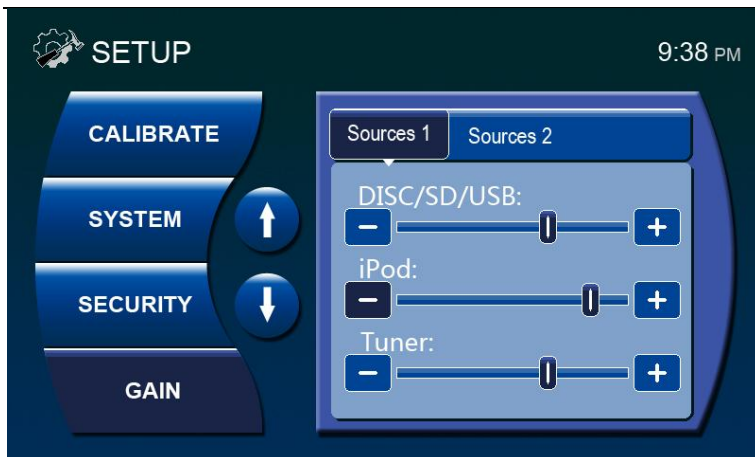 SETUP
9:38 PM
CALIBRATE
SYSTEM
SECURITY
GAIN
Sources 1
Sources 2
DISC/SD/USB:
iPod:
Tuner: